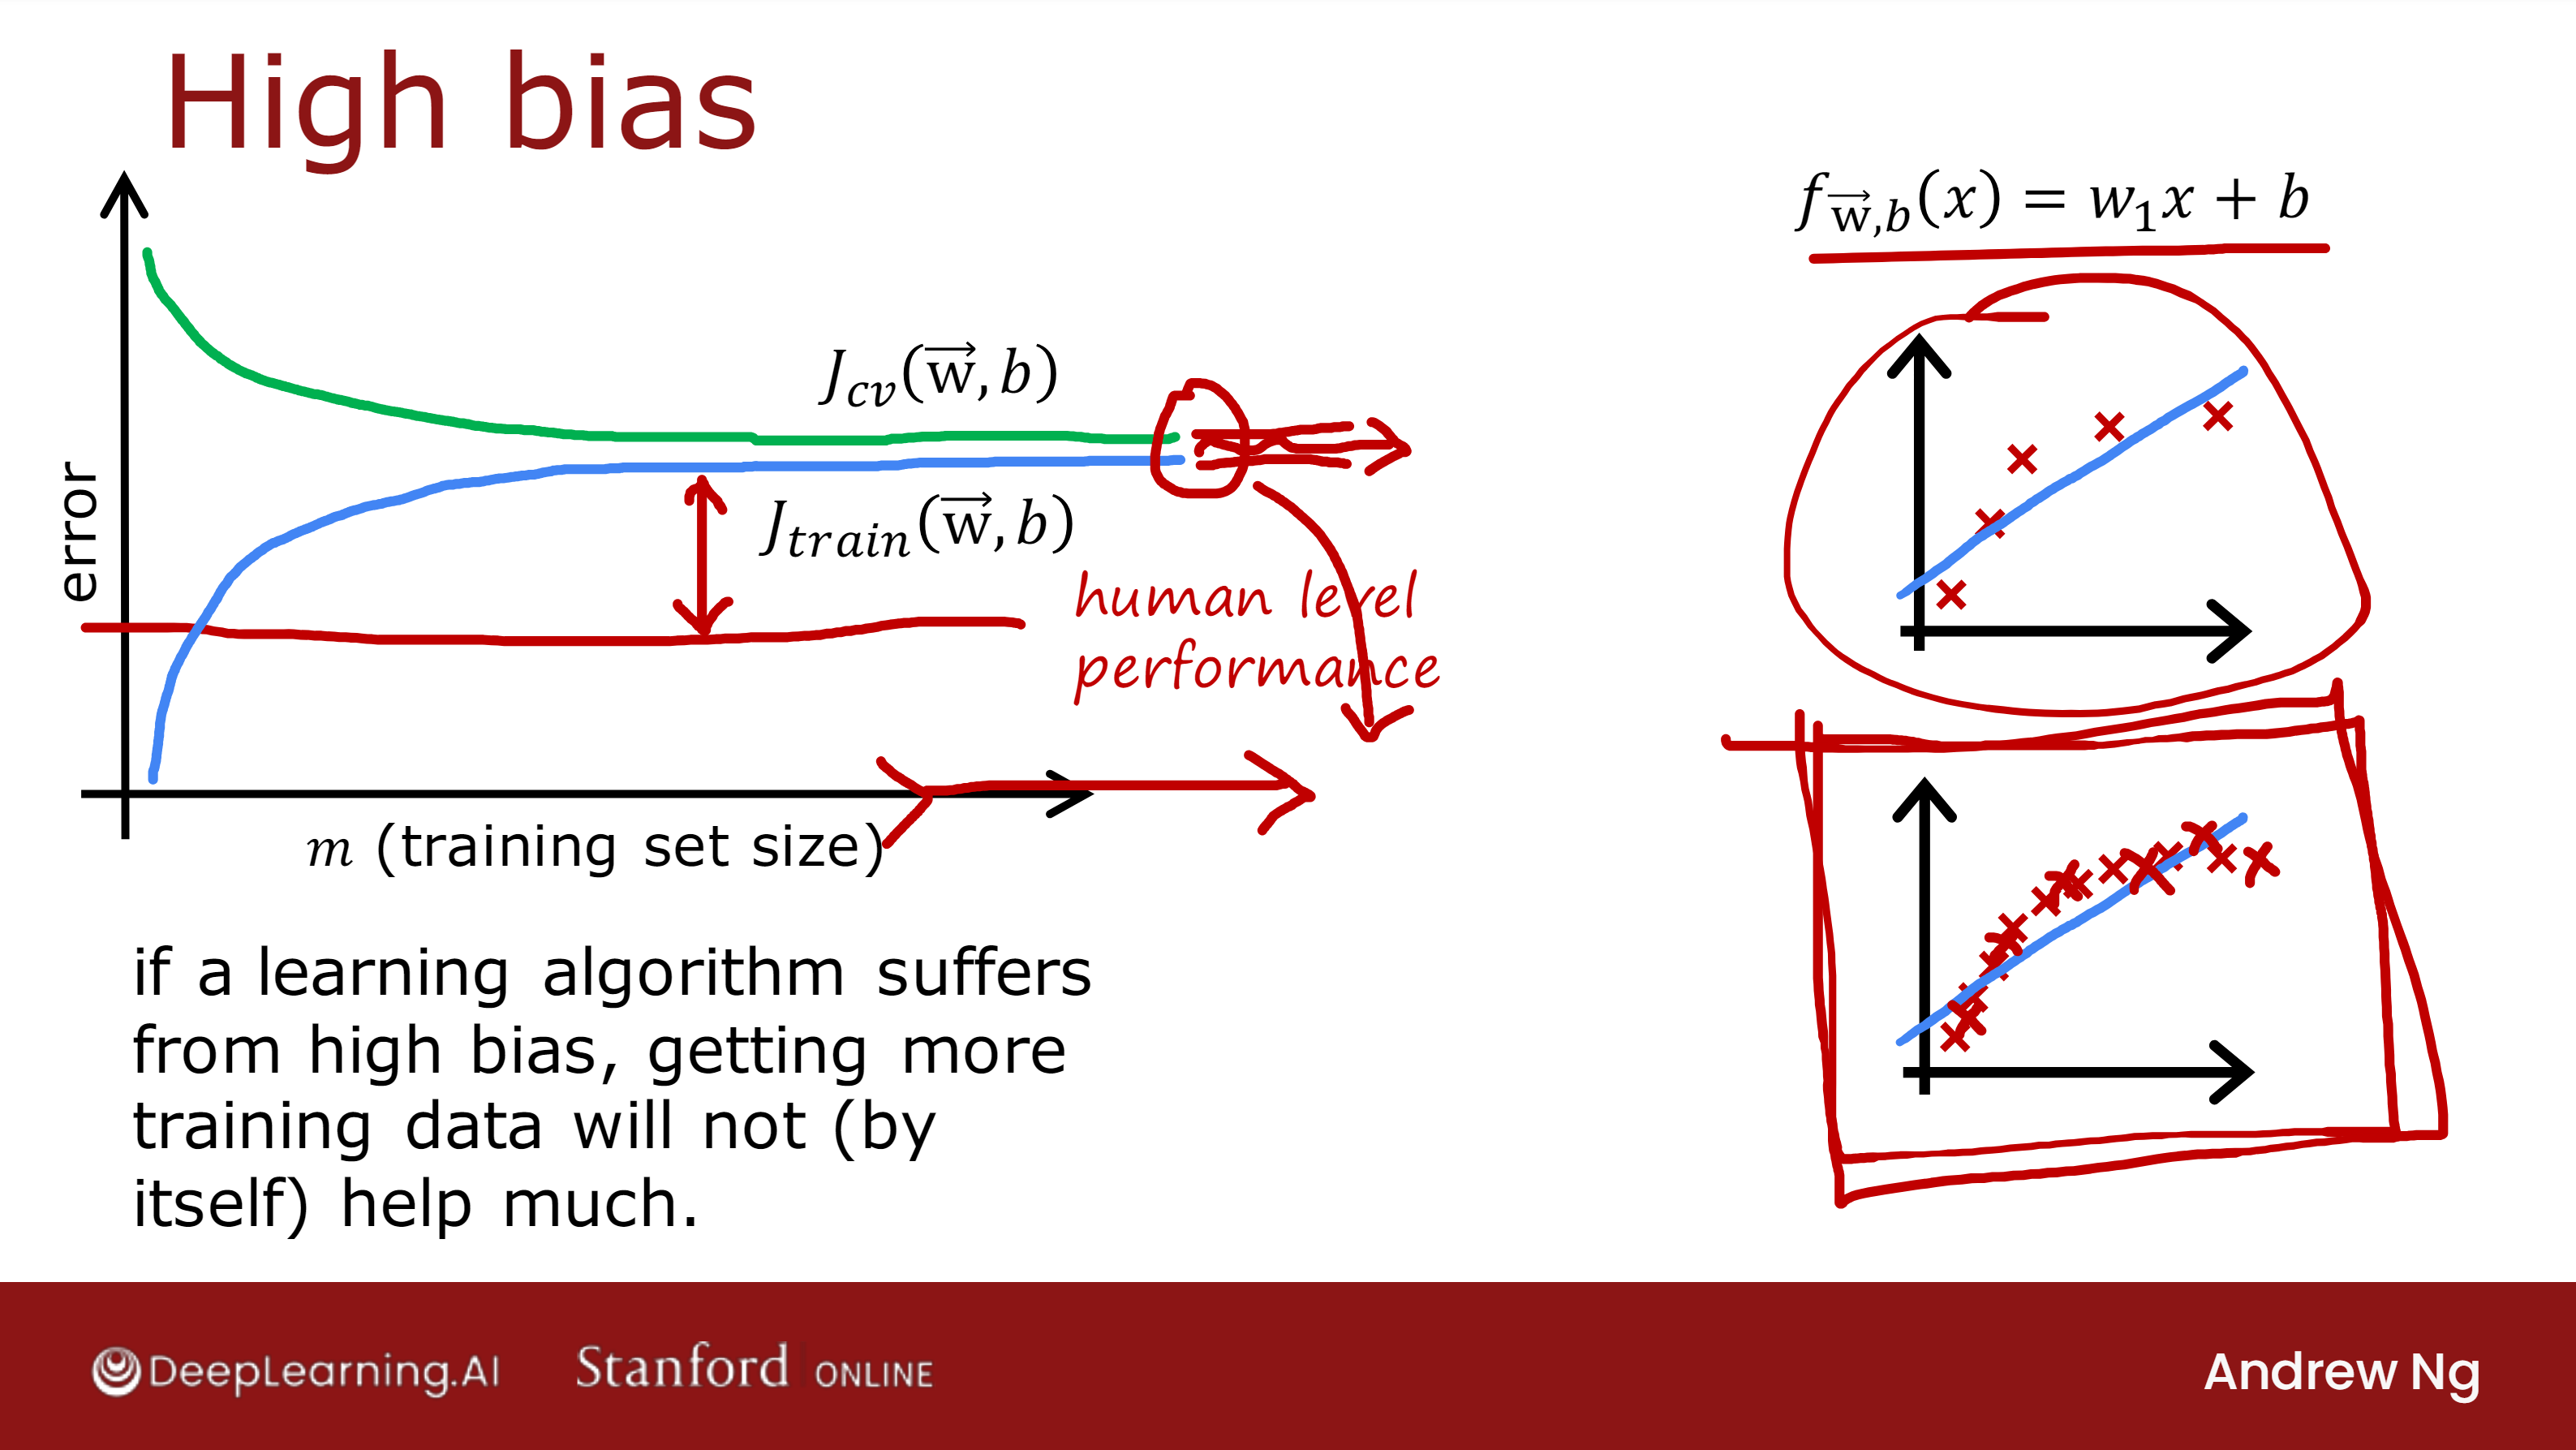 High bias
f_{\vec{w},b}(x) = w_1x + b
J_{cv}(\vec{w}, b)
error
J_{train}(\vec{w}, b)
human level
performance
m (training set size)
if a learning algorithm suffers
from high bias, getting more
training data will not (by
itself) help much.
DeepLearning.AI
Stanford ONLINE
Andrew Ng